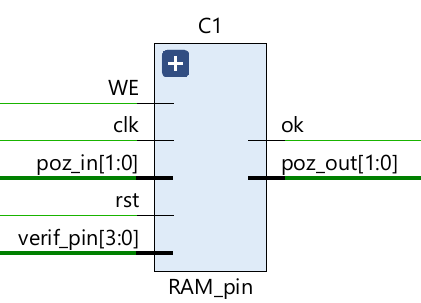 C1
WE
clk
ok
poz_in[1:0]
poz_out[1:0]
rst
verif_pin[3:0]
RAM_pin